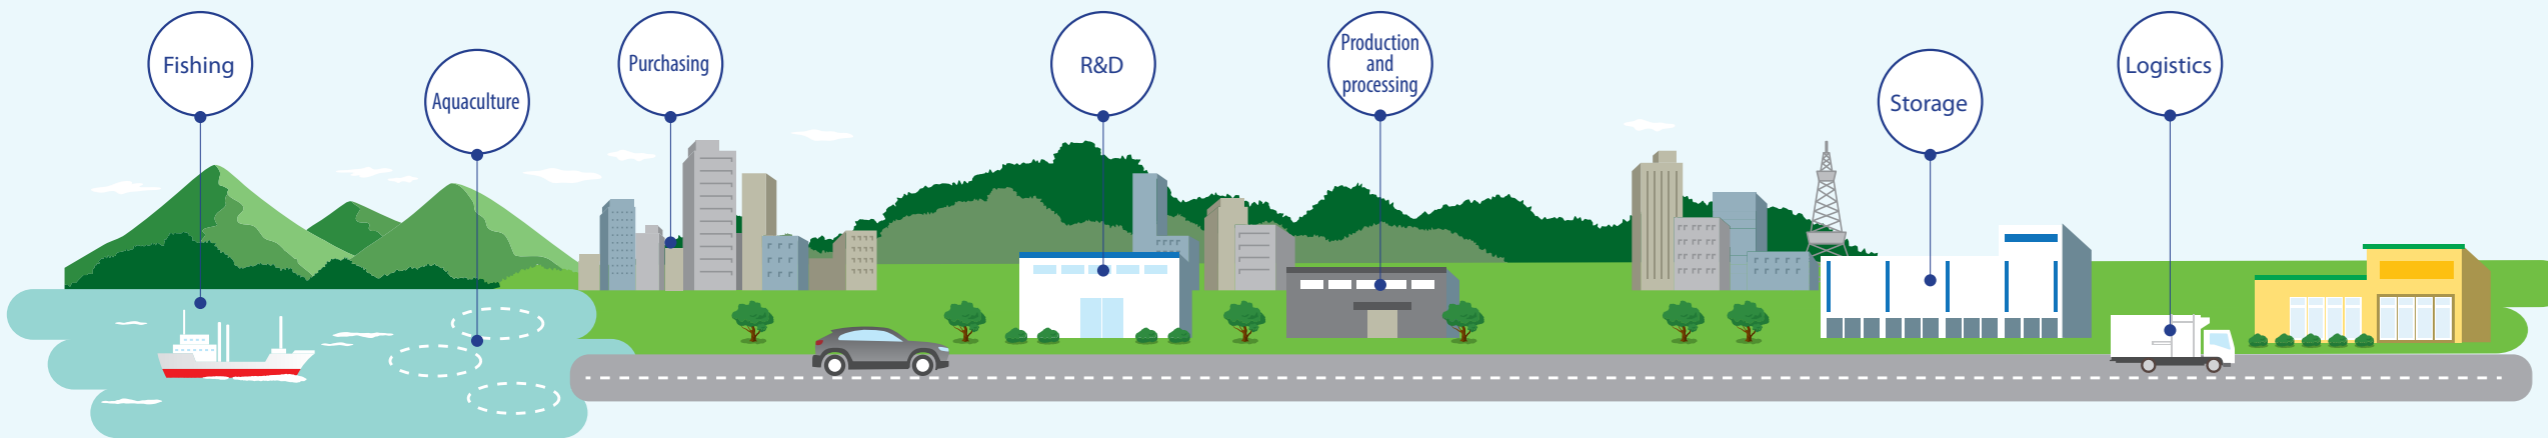 Fishing
Aquaculture
Purchasing
R&D
Production
and
processing
Storage
Logistics